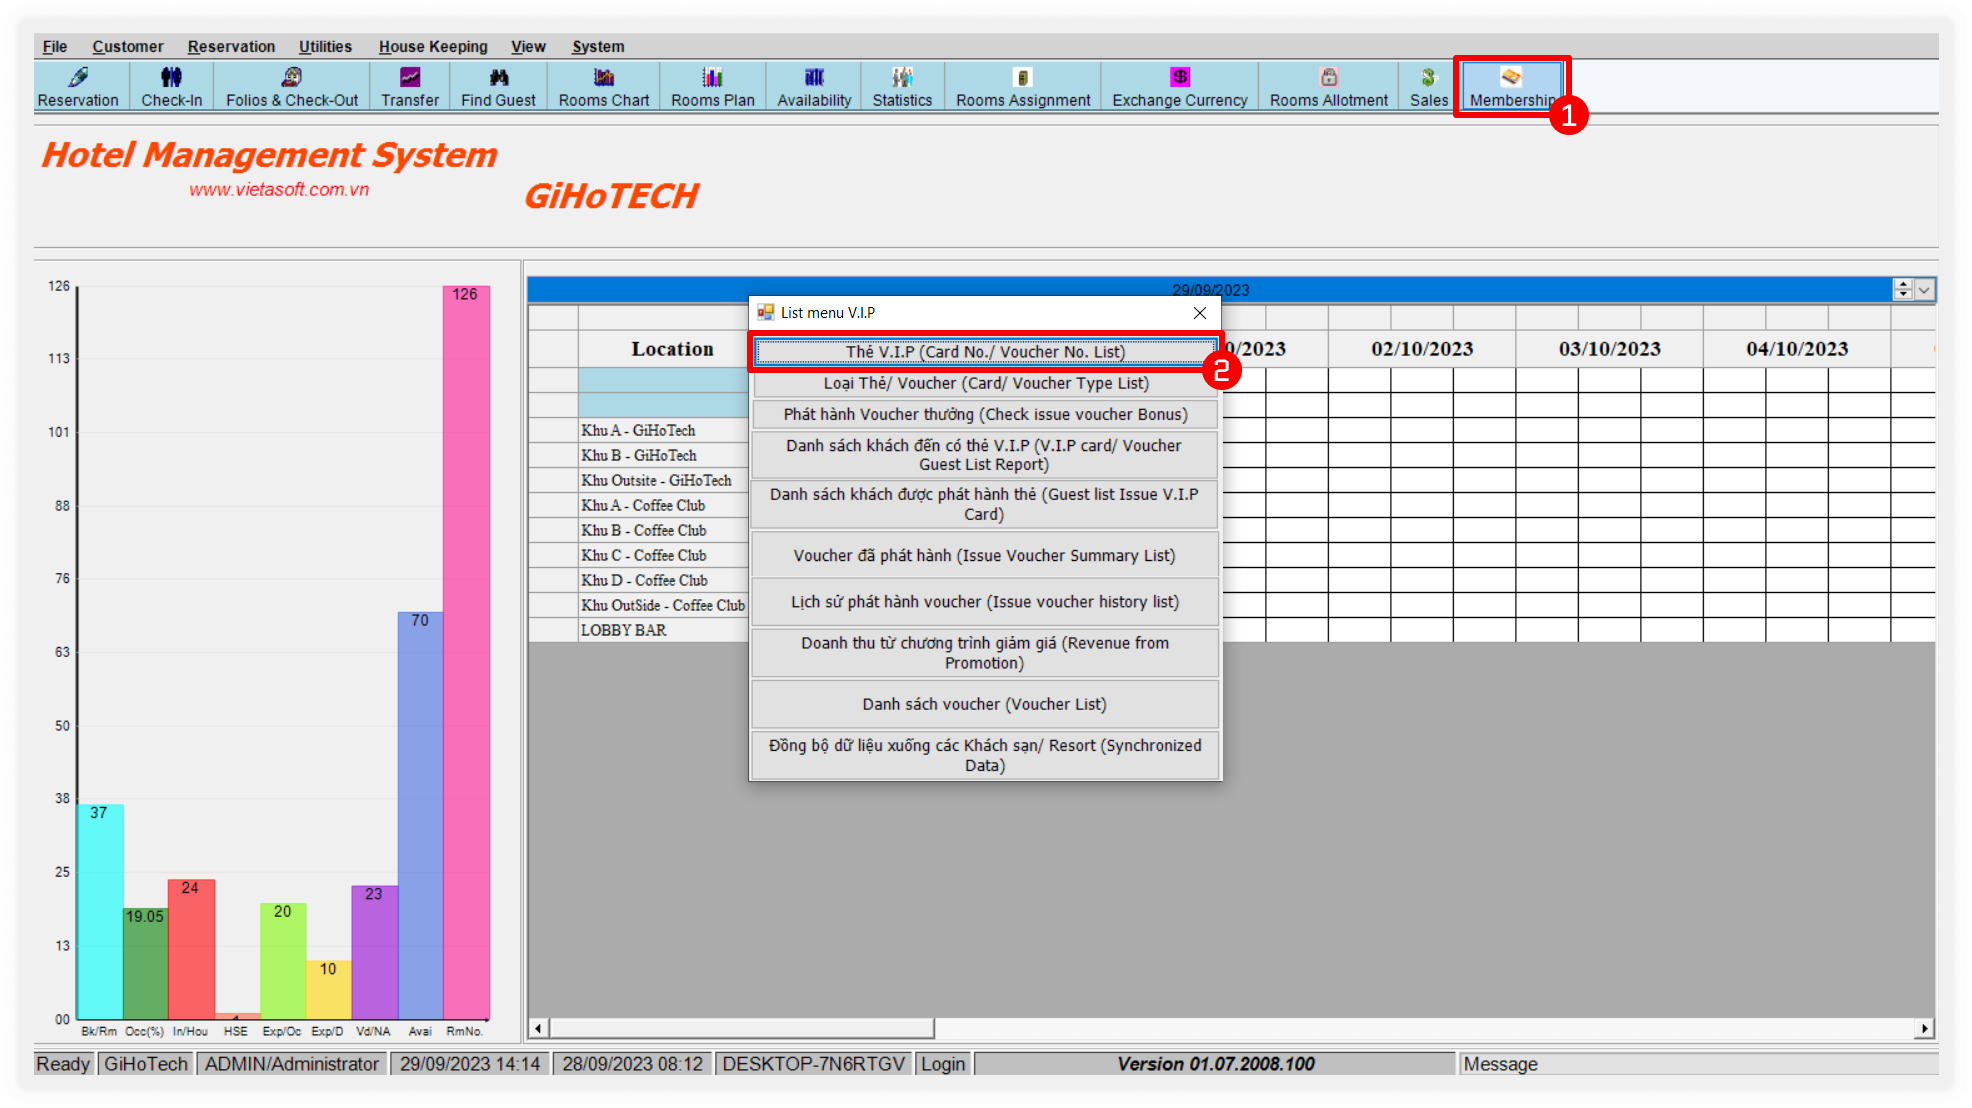 File Customer Reservation Utilities House Keeping View System
Reservation Check-In Folios & Check-Out Transfer Find Guest Rooms Chart Rooms Plan Availability Statistics Rooms Assignment Exchange Currency Rooms Allotment Sales Membership
1
Hotel Management System
www.vietasoft.com.vn
GiHoTECH
29/09/2023
List menu V.I.P
Thẻ V.I.P (Card No./ Voucher No. List)
2
Loại Thẻ/ Voucher (Card/ Voucher Type List)
Phát hành Voucher thưởng (Check issue voucher Bonus)
Danh sách khách đến có thẻ V.I.P (V.I.P card/ Voucher
Guest List Report)
Danh sách khách được phát hành thẻ (Guest list Issue V.I.P
Card)
Voucher đã phát hành (Issue Voucher Summary List)
Lịch sử phát hành voucher (Issue voucher history list)
Doanh thu từ chương trình giảm giá (Revenue from
Promotion)
Danh sách voucher (Voucher List)
Đồng bộ dữ liệu xuống các Khách sạn/ Resort (Synchronized
Data)
Location 0/2023 02/10/2023 03/10/2023 04/10/2023
Khu A - GiHoTech
Khu B - GiHoTech
Khu Outsite - GiHoTech
Khu A - Coffee Club
Khu B - Coffee Club
Khu C - Coffee Club
Khu D - Coffee Club
Khu OutSide - Coffee Club
LOBBY BAR
126
113
101
88
76
63
50
38
25
13
00
37
19.05
24
20
10
23
70
126
Bk/Rm Occ(%) In/Hou HSE Exp/Oc Exp/D Vd/NA Avai RmNo.
Ready GiHoTech ADMIN/Administrator 29/09/2023 14:14 28/09/2023 08:12 DESKTOP-7N6RTGV Login Version 01.07.2008.100 Message